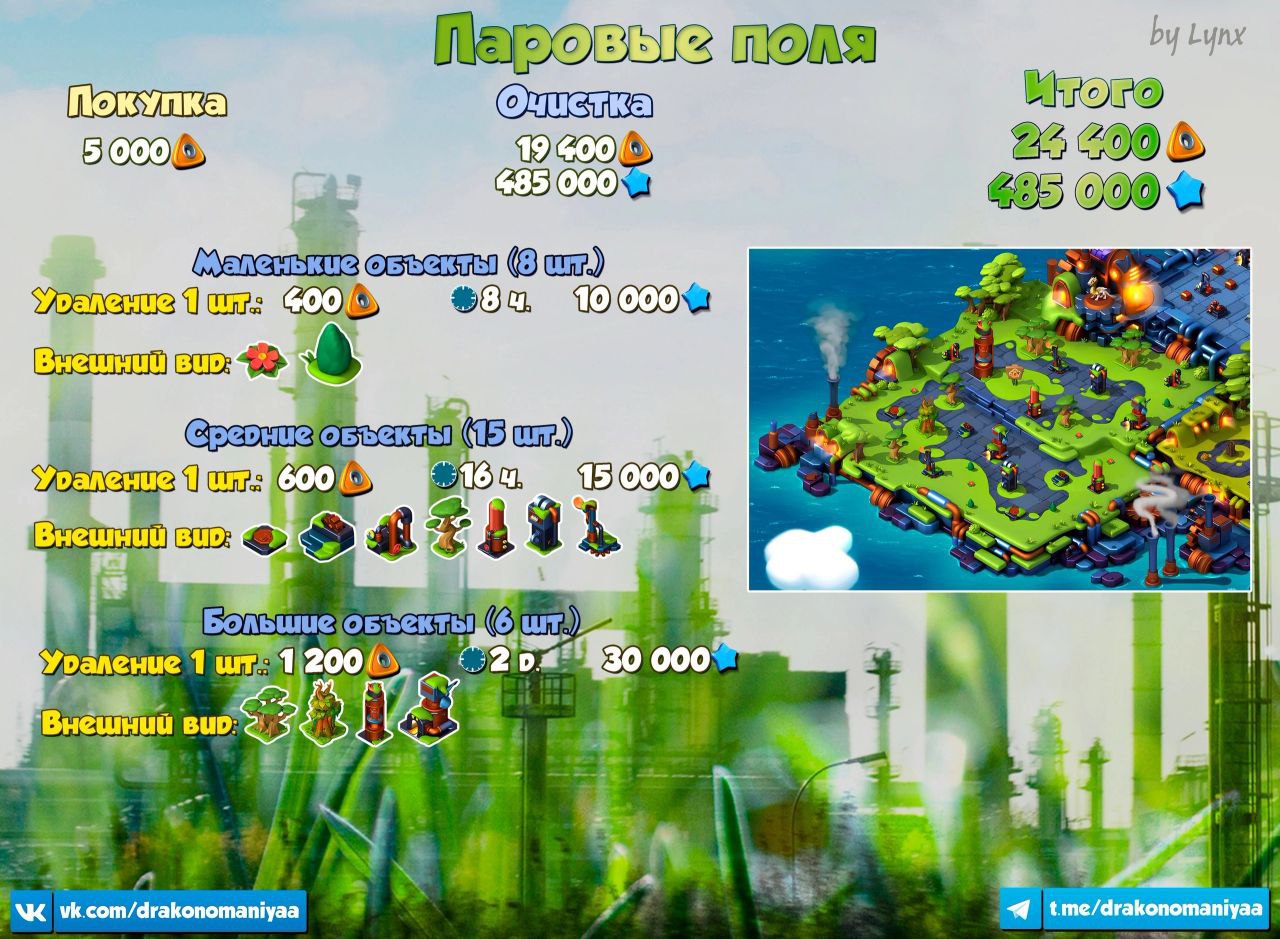 Паровые поля
by Lynx
Покупка
5 000
Очистка
19 400
485 000
Итого
24 400
485 000
Маленькие объекты (8 шт.)
Удаление 1 шт.: 400 8 ч. 10 000
Внешний вид:
Средние объекты (15 шт.)
Удаление 1 шт.: 600 16 ч. 15 000
Внешний вид:
Большие объекты (6 шт.)
Удаление 1 шт.: 1 200 2 д. 30 000
Внешний вид:
vk.com/drakonomaniyaa
t.me/drakonomaniyaa